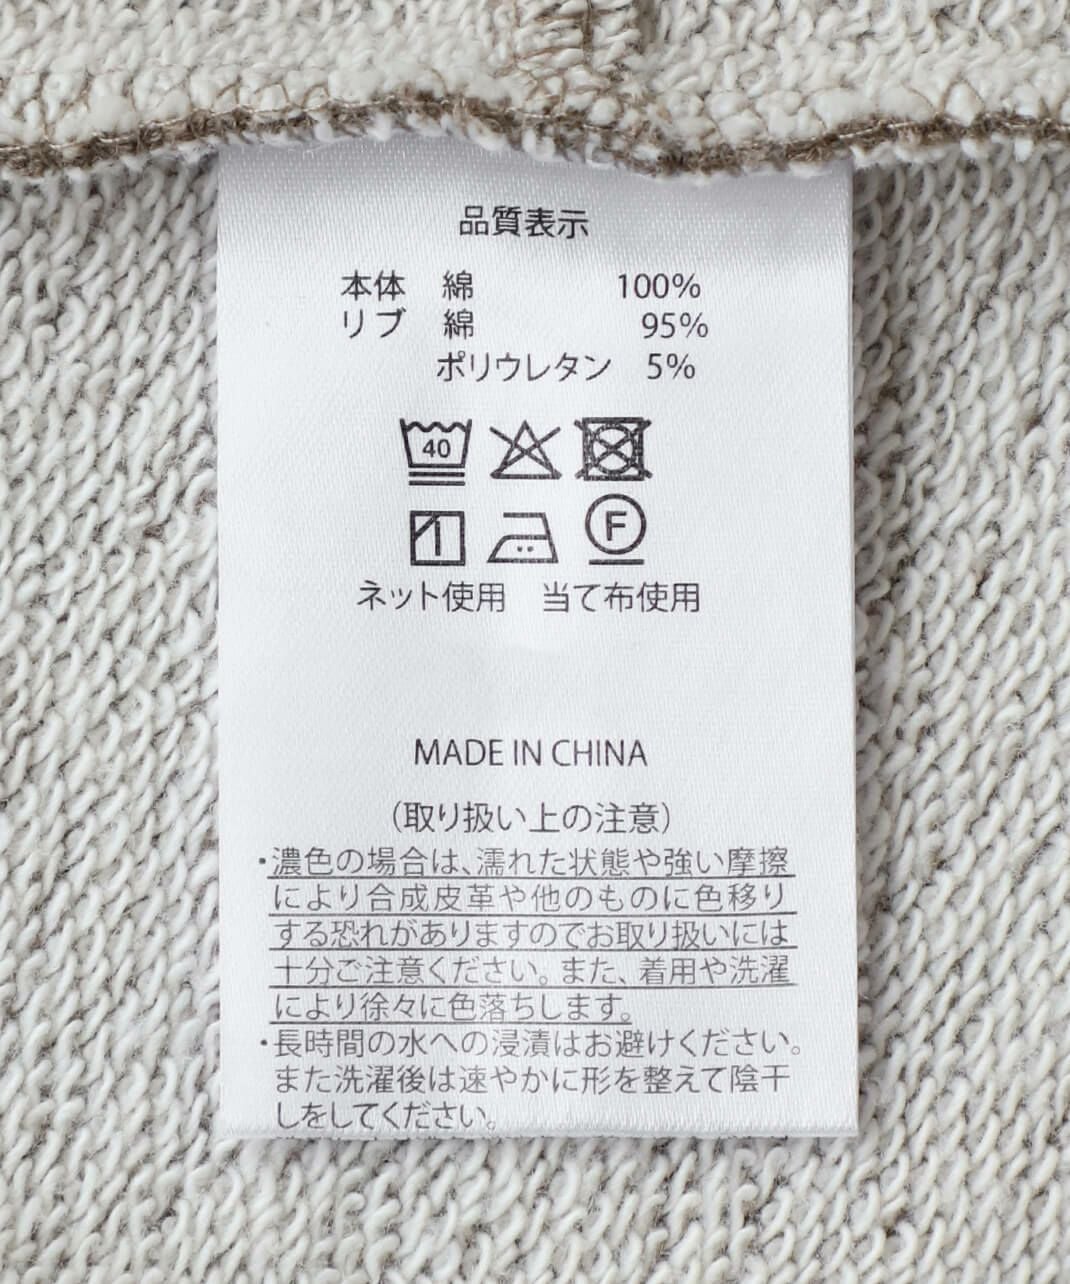 品質表示
本体 綿 100%
リブ 綿 95%
ポリウレタン 5%
40
F
ネット使用 当て布使用
MADE IN CHINA
(取り扱い上の注意)
・濃色の場合は、濡れた状態や強い摩擦
により合成皮革や他のものに色移り
する恐れがありますのでお取り扱いには
十分ご注意ください。また、着用や洗濯
により徐々に色落ちします。
・長時間の水への浸漬はお避けください。
また洗濯後は速やかに形を整えて陰干
しをしてください。